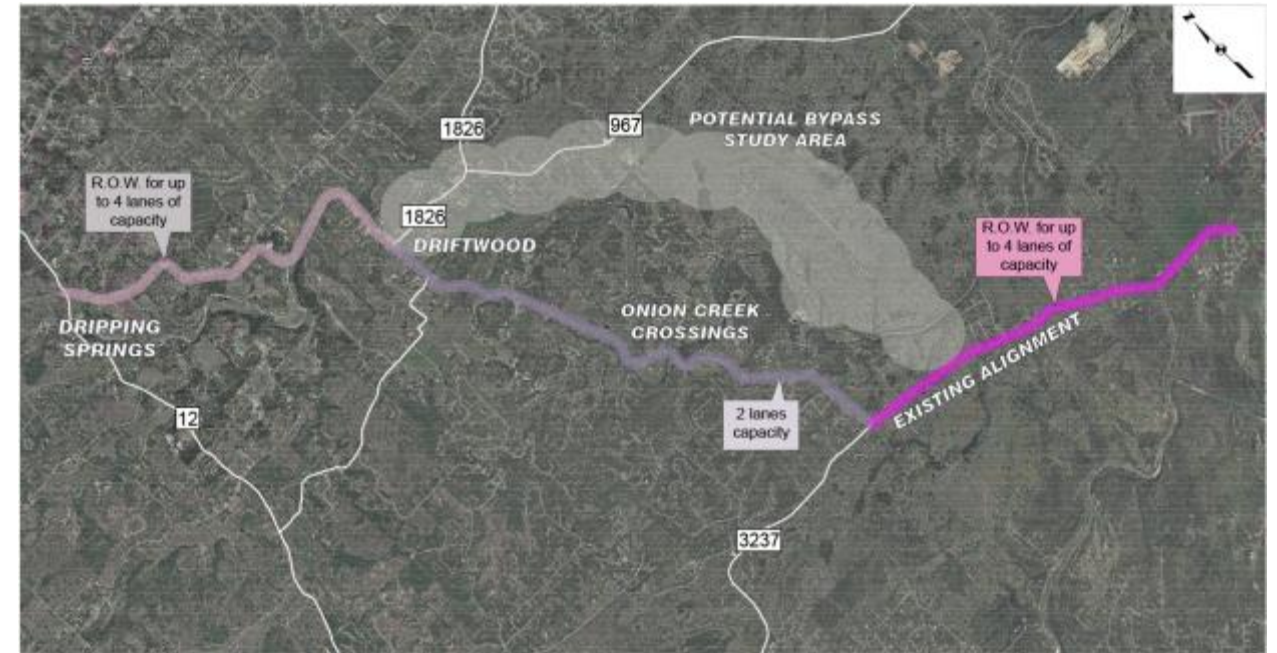 1826
967
POTENTIAL BYPASS
STUDY AREA
R.O.W. for up
to 4 lanes of
capacity
1826
DRIFTWOOD
R.O.W. for up
to 4 lanes of
capacity
ONION CREEK
CROSSINGS
DRIPPING
SPRINGS
EXISTING ALIGNMENT
12
2 lanes
capacity
3237